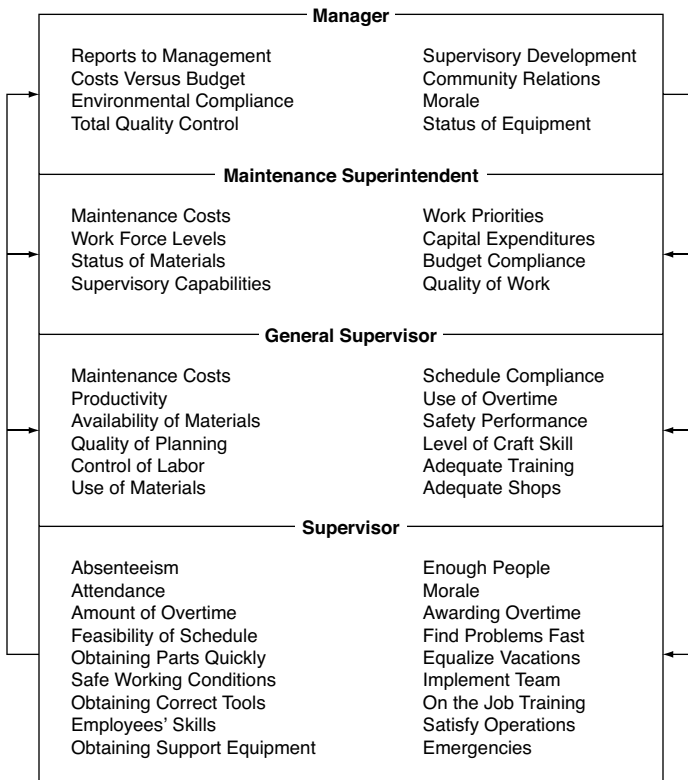 Manager
Reports to Management
Costs Versus Budget
Environmental Compliance
Total Quality Control
Supervisory Development
Community Relations
Morale
Status of Equipment
Maintenance Superintendent
Maintenance Costs
Work Force Levels
Status of Materials
Supervisory Capabilities
Work Priorities
Capital Expenditures
Budget Compliance
Quality of Work
General Supervisor
Maintenance Costs
Productivity
Availability of Materials
Quality of Planning
Control of Labor
Use of Materials
Schedule Compliance
Use of Overtime
Safety Performance
Level of Craft Skill
Adequate Training
Adequate Shops
Supervisor
Absenteeism
Attendance
Amount of Overtime
Feasibility of Schedule
Obtaining Parts Quickly
Safe Working Conditions
Obtaining Correct Tools
Employees’ Skills
Obtaining Support Equipment
Enough People
Morale
Awarding Overtime
Find Problems Fast
Equalize Vacations
Implement Team
On the Job Training
Satisfy Operations
Emergencies